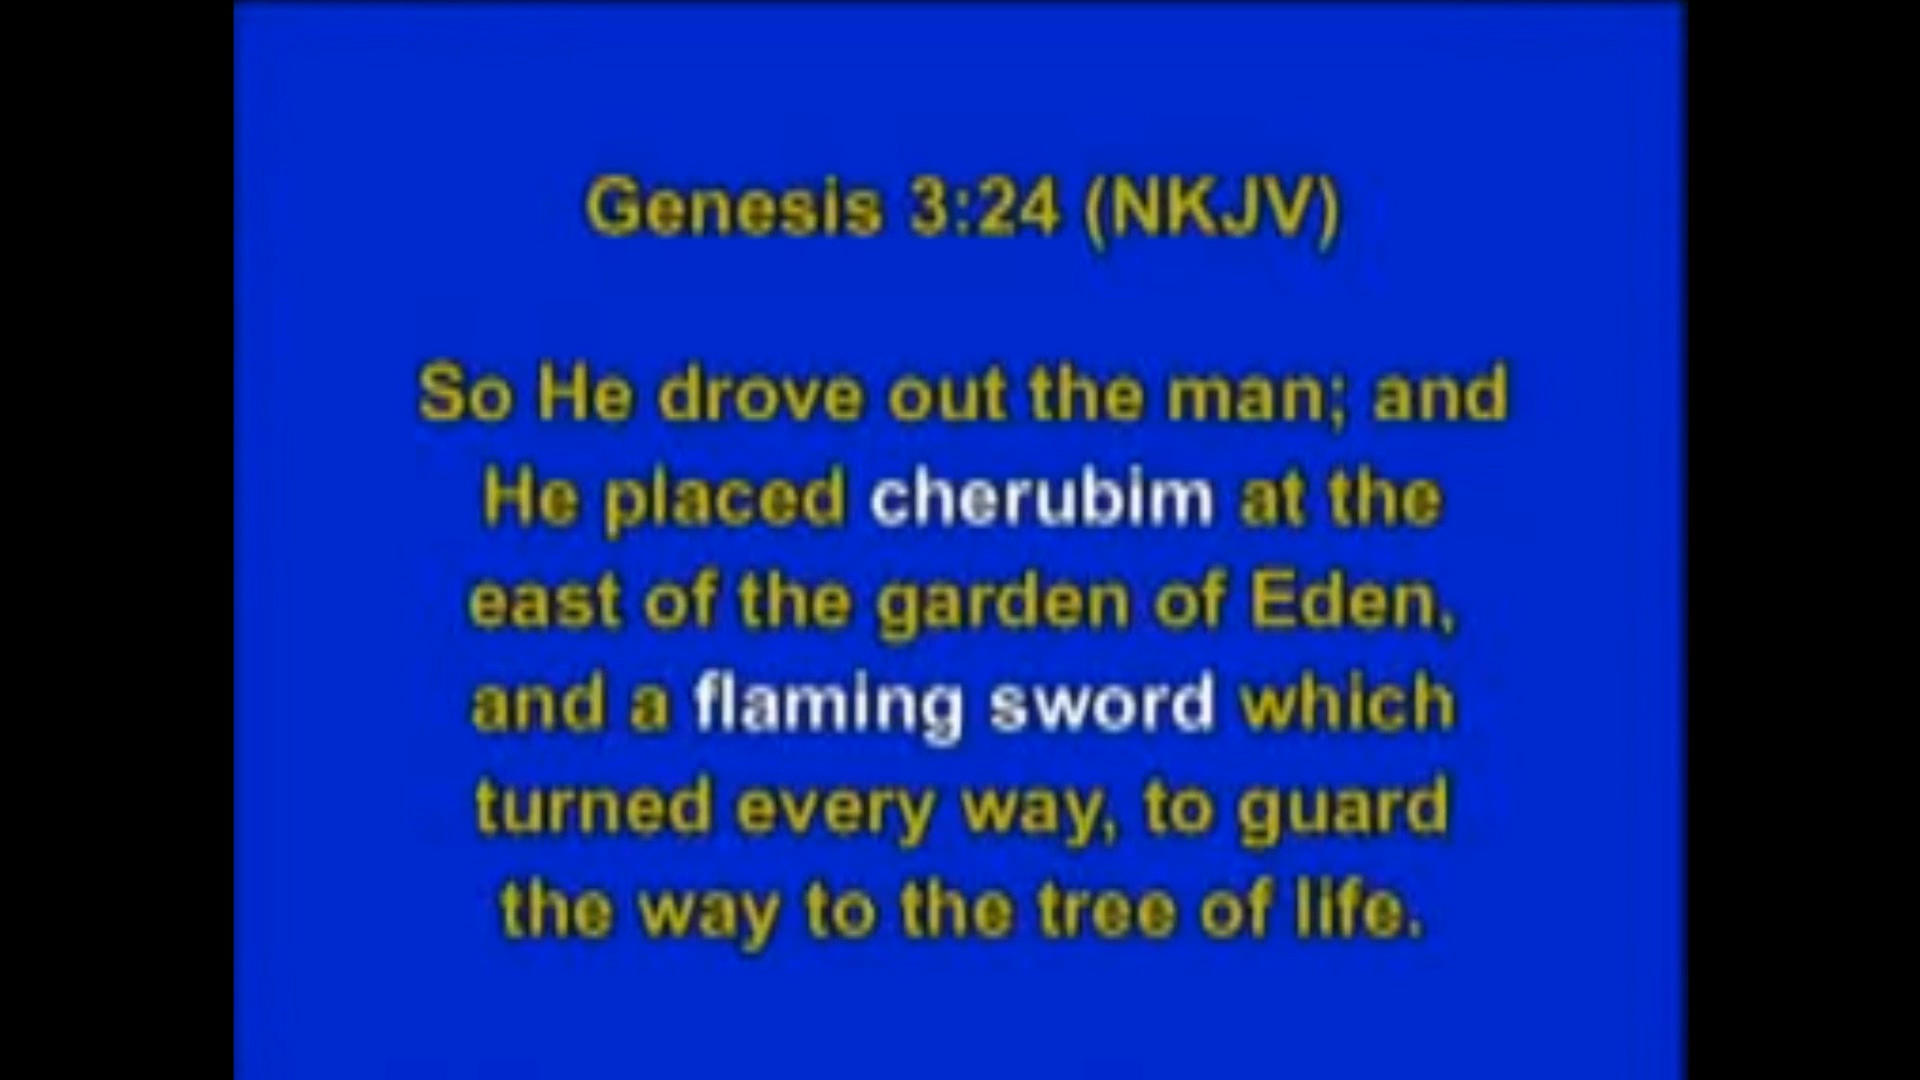 Genesis 3:24 (NKJV)
So He drove out the man; and
He placed cherubim at the
east of the garden of Eden,
and a flaming sword which
turned every way, to guard
the way to the tree of life.